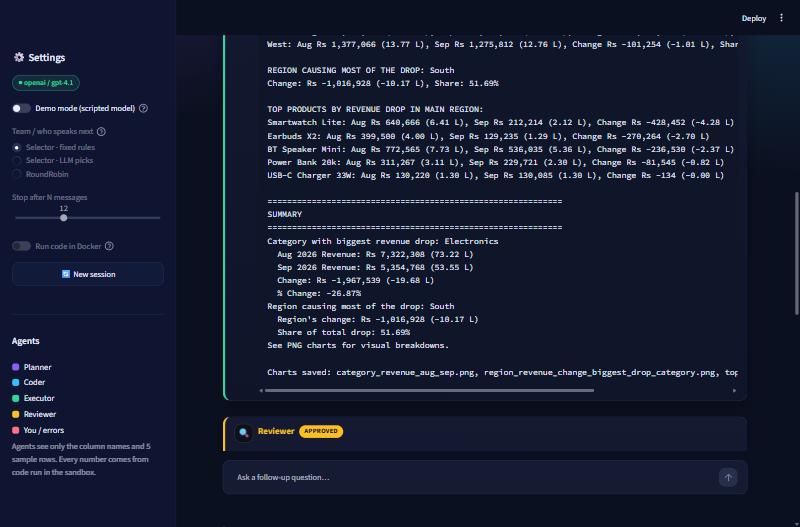 Deploy
Settings
openai / gpt-4.1
Demo mode (scripted model)
Team / who speaks next
Selector - fixed rules
Selector - LLM picks
RoundRobin
Stop after N messages
12
Run code in Docker
New session
Agents
Planner
Coder
Executor
Reviewer
You / errors
Agents see only the column names and 5
sample rows. Every number comes from
code run in the sandbox.
West: Aug Rs 1,377,066 (13.77 L), Sep Rs 1,275,812 (12.76 L), Change Rs -101,254 (-1.01 L), Shar
REGION CAUSING MOST OF THE DROP: South
Change: Rs -1,016,928 (-10.17 L), Share: 51.69%
TOP PRODUCTS BY REVENUE DROP IN MAIN REGION:
Smartwatch Lite: Aug Rs 640,666 (6.41 L), Sep Rs 212,214 (2.12 L), Change Rs -428,452 (-4.28 L)
Earbuds X2: Aug Rs 399,500 (4.00 L), Sep Rs 129,235 (1.29 L), Change Rs -270,264 (-2.70 L)
BT Speaker Mini: Aug Rs 772,565 (7.73 L), Sep Rs 536,035 (5.36 L), Change Rs -236,530 (-2.37 L)
Power Bank 20k: Aug Rs 311,267 (3.11 L), Sep Rs 229,721 (2.30 L), Change Rs -81,545 (-0.82 L)
USB-C Charger 33W: Aug Rs 130,220 (1.30 L), Sep Rs 130,085 (1.30 L), Change Rs -134 (-0.00 L)
============================================================
SUMMARY
============================================================
Category with biggest revenue drop: Electronics
Aug 2026 Revenue: Rs 7,322,308 (73.22 L)
Sep 2026 Revenue: Rs 5,354,768 (53.55 L)
Change: Rs -1,967,539 (-19.68 L)
% Change: -26.87%
Region causing most of the drop: South
Region's change: Rs -1,016,928 (-10.17 L)
Share of total drop: 51.69%
See PNG charts for visual breakdowns.
Charts saved: category_revenue_aug_sep.png, region_revenue_change_biggest_drop_category.png, top
Reviewer APPROVED
Ask a follow-up question...